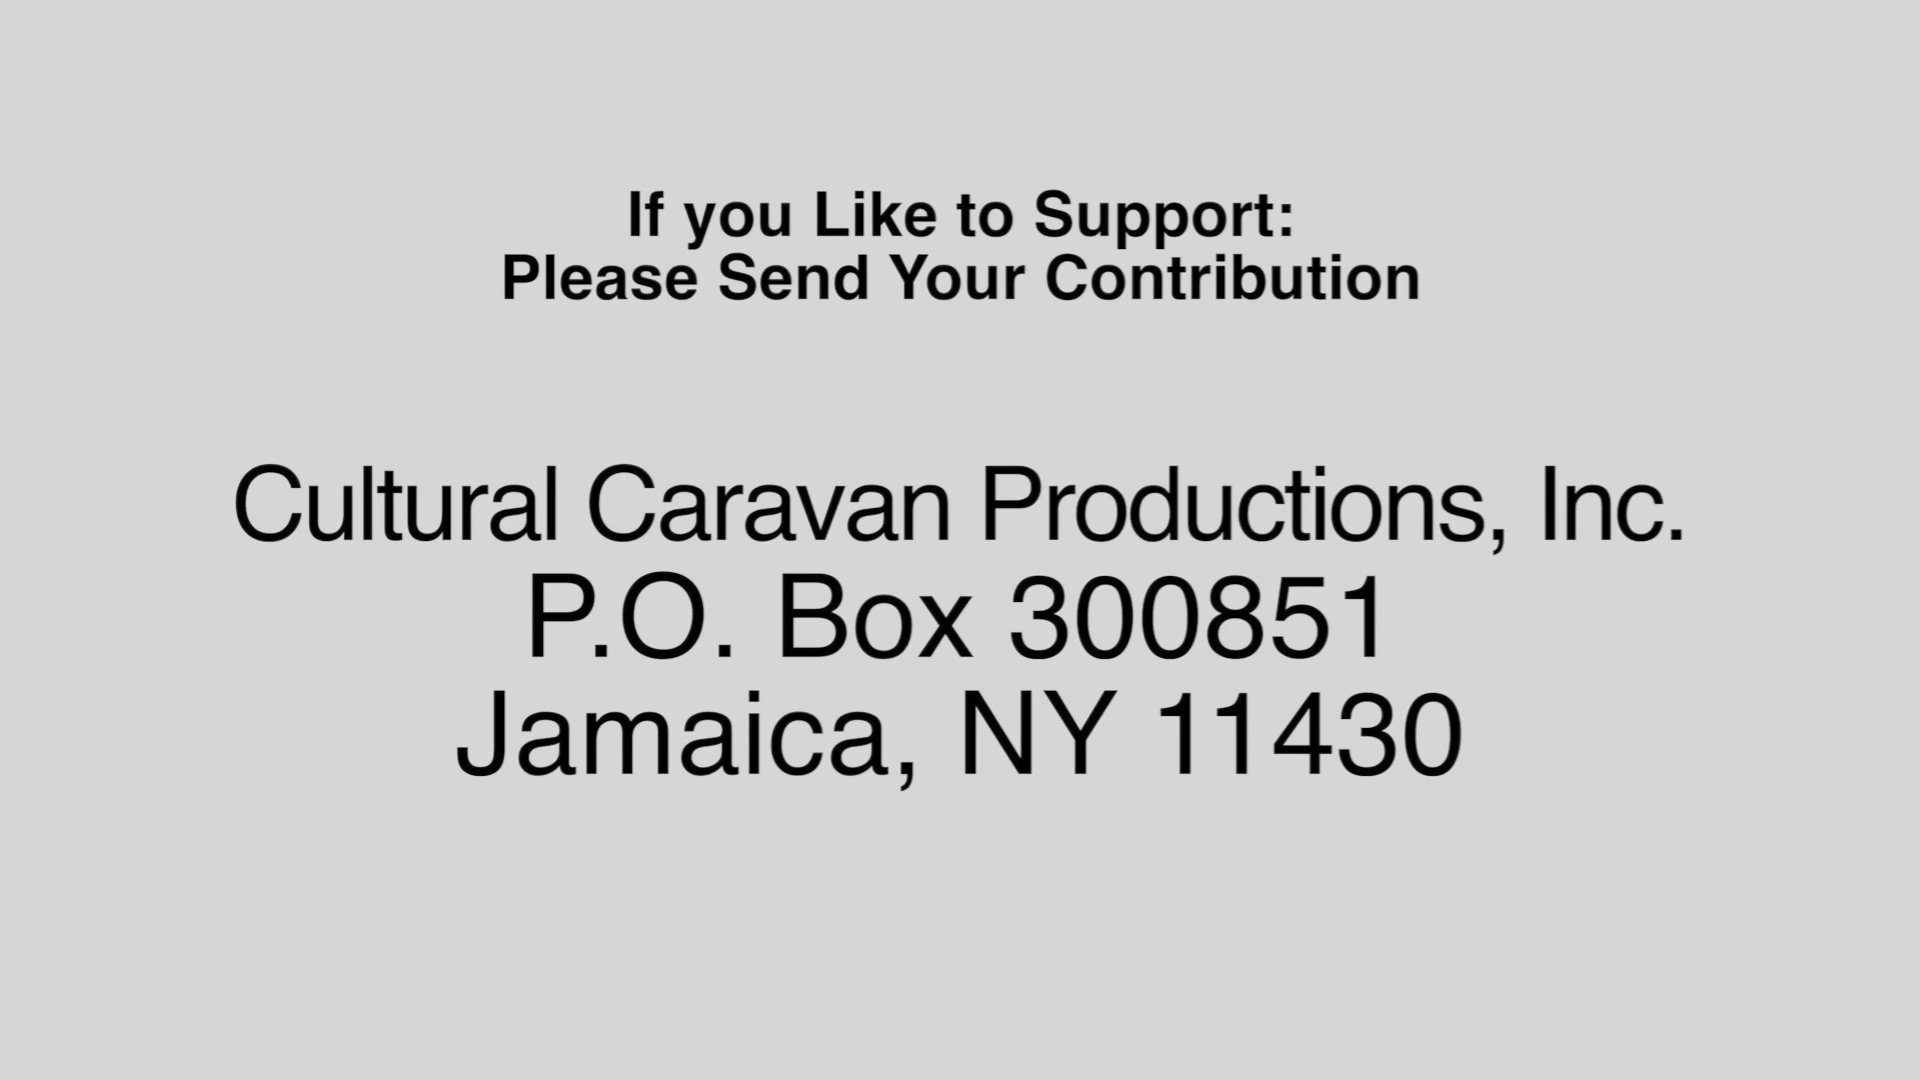 If you Like to Support:
Please Send Your Contribution
Cultural Caravan Productions, Inc.
P.O. Box 300851
Jamaica, NY 11430